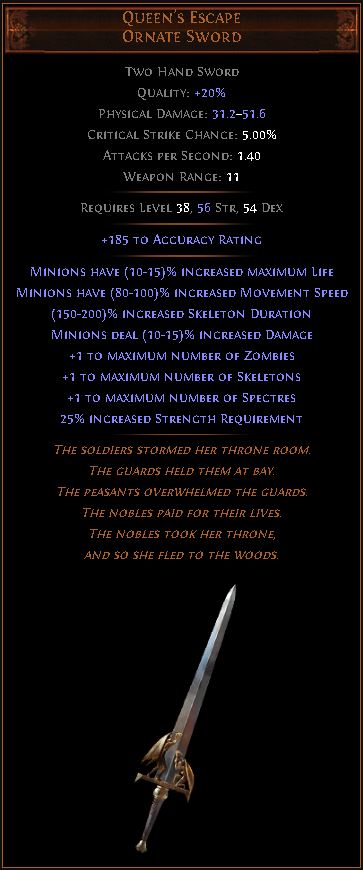 Queen's Escape
Ornate Sword
Two Hand Sword
Quality: +20%
Physical Damage: 31.2–51.6
Critical Strike Chance: 5.00%
Attacks per Second: 1.40
Weapon Range: 11
Requires Level 38, 56 Str, 54 Dex
+185 to Accuracy Rating
Minions have (10-15)% increased maximum Life
Minions have (80-100)% increased Movement Speed
(150-200)% increased Skeleton Duration
Minions deal (10-15)% increased Damage
+1 to maximum number of Zombies
+1 to maximum number of Skeletons
+1 to maximum number of Spectres
25% increased Strength Requirement
The soldiers stormed her throne room.
The guards held them at bay.
The peasants overwhelmed the guards.
The nobles paid for their lives.
The nobles took her throne,
and so she fled to the woods.